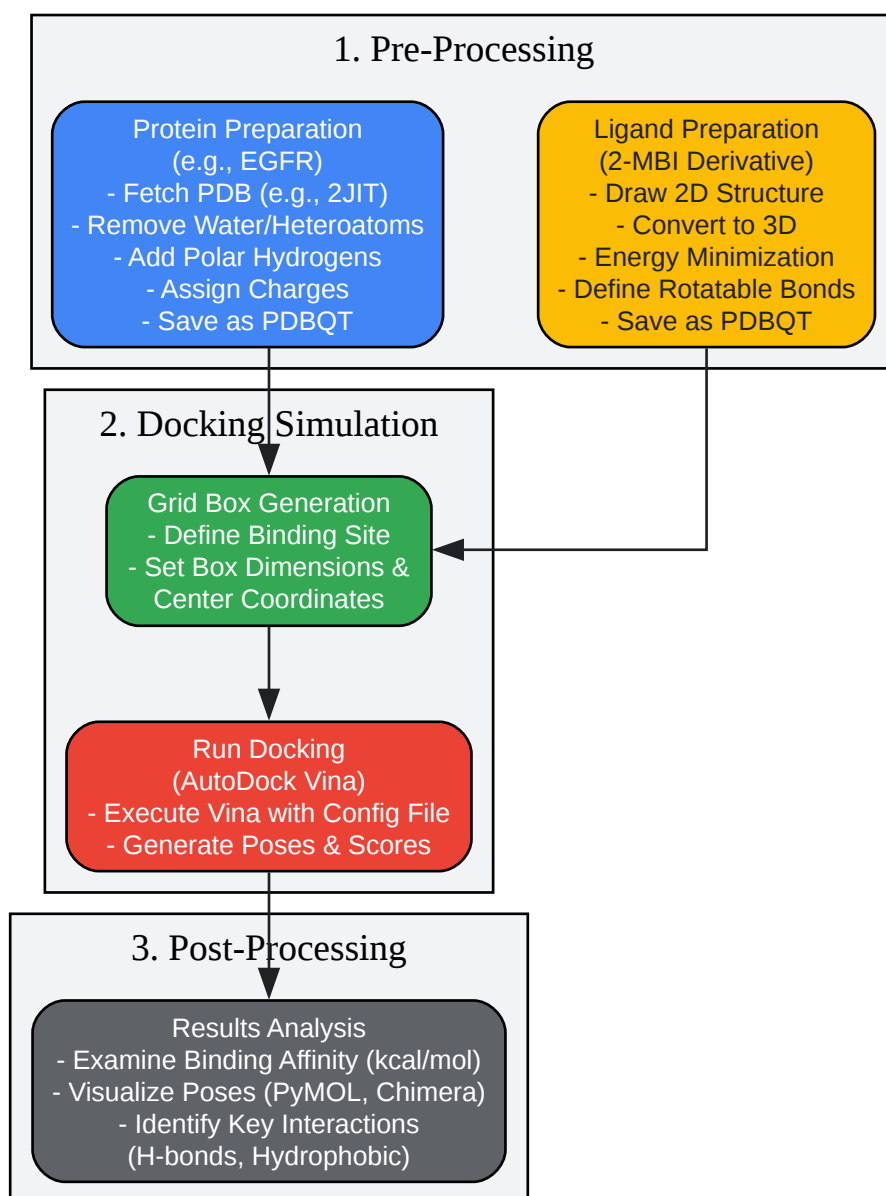 1. Pre-Processing
Protein Preparation
(e.g., EGFR)
- Fetch PDB (e.g., 2JIT)
- Remove Water/Heteroatoms
- Add Polar Hydrogens
- Assign Charges
- Save as PDBQT
Ligand Preparation
(2-MBI Derivative)
- Draw 2D Structure
- Convert to 3D
- Energy Minimization
- Define Rotatable Bonds
- Save as PDBQT
2. Docking Simulation
Grid Box Generation
- Define Binding Site
- Set Box Dimensions &
Center Coordinates
Run Docking
(AutoDock Vina)
- Execute Vina with Config File
- Generate Poses & Scores
3. Post-Processing
Results Analysis
- Examine Binding Affinity (kcal/mol)
- Visualize Poses (PyMOL, Chimera)
- Identify Key Interactions
(H-bonds, Hydrophobic)